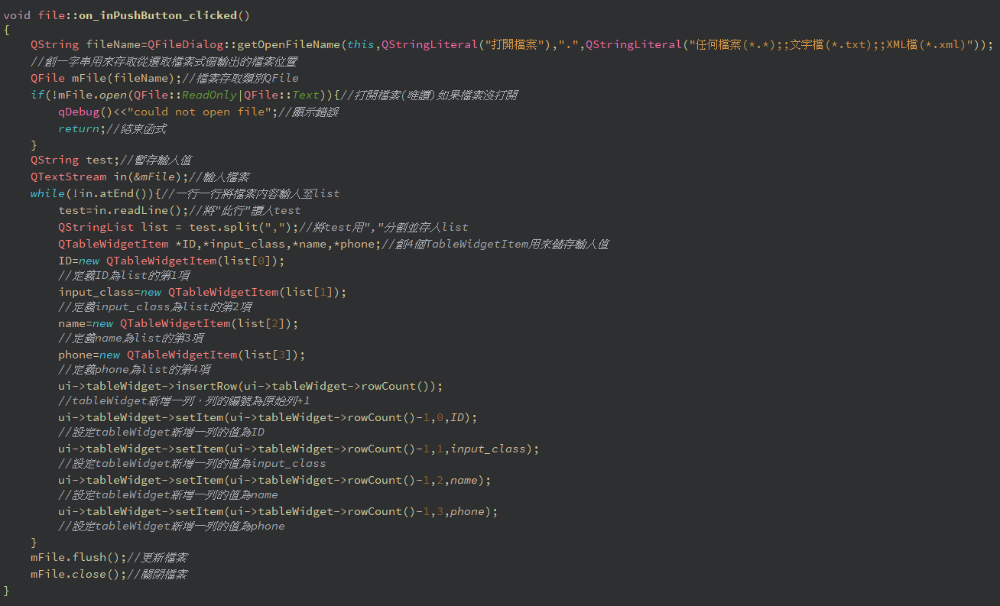 void file::on_inPushButton_clicked()
{
    QString fileName=QFileDialog::getOpenFileName(this,QStringLiteral("打開檔案"),".",QStringLiteral("任何檔案(*.*);;文字檔(*.txt);;XML檔(*.xml)"));
    //創一字串用來存取從選取檔案式窗輸出的檔案位置
    QFile mFile(fileName);//檔案存取類別QFile
    if(!mFile.open(QFile::ReadOnly|QFile::Text)){//打開檔案(唯讀)如果檔案沒打開
        qDebug()<<"could not open file";//顯示錯誤
        return;//結束函式
    }
    QString test;//暫存輸入值
    QTextStream in(&mFile);//輸入檔案
    while(!in.atEnd()){//一行一行將檔案內容輸入至list
        test=in.readLine();//將"此行"讀入test
        QStringList list = test.split(",");//將test用","分割並存入list
        QTableWidgetItem *ID,*input_class,*name,*phone;//創4個TableWidgetItem用來儲存輸入值
        ID=new QTableWidgetItem(list[0]);
        //定義ID為list的第1項
        input_class=new QTableWidgetItem(list[1]);
        //定義input_class為list的第2項
        name=new QTableWidgetItem(list[2]);
        //定義name為list的第3項
        phone=new QTableWidgetItem(list[3]);
        //定義phone為list的第4項
        ui->tableWidget->insertRow(ui->tableWidget->rowCount());
        //tableWidget新增一列，列的編號為原始列+1
        ui->tableWidget->setItem(ui->tableWidget->rowCount()-1,0,ID);
        //設定tableWidget新增一列的值為ID
        ui->tableWidget->setItem(ui->tableWidget->rowCount()-1,1,input_class);
        //設定tableWidget新增一列的值為input_class
        ui->tableWidget->setItem(ui->tableWidget->rowCount()-1,2,name);
        //設定tableWidget新增一列的值為name
        ui->tableWidget->setItem(ui->tableWidget->rowCount()-1,3,phone);
        //設定tableWidget新增一列的值為phone
    }
    mFile.flush();//更新檔案
    mFile.close();//關閉檔案
}